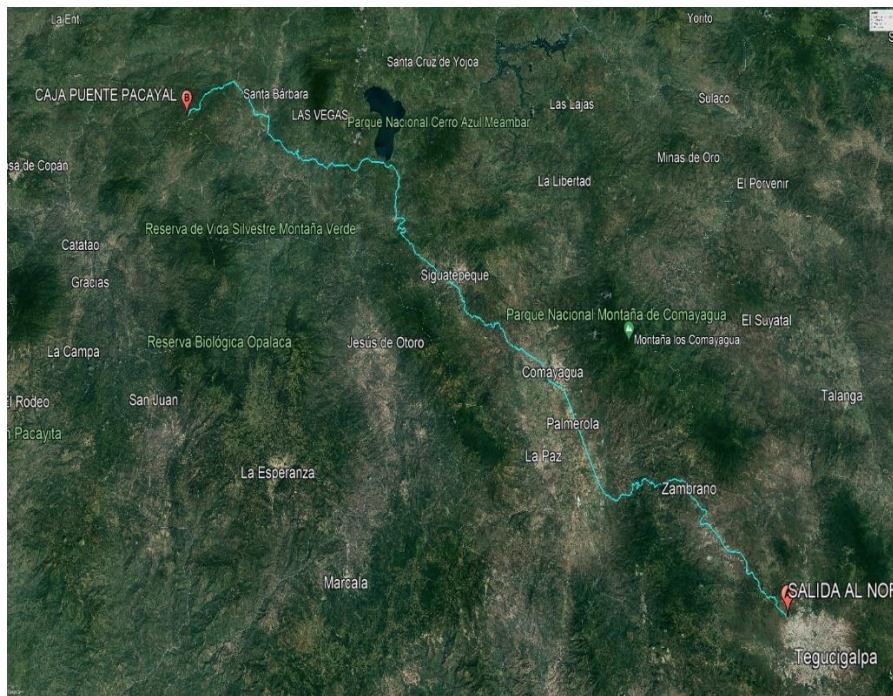 La Ent.
Yorito
Santa Cruz de Yojoa
CAJA PUENTE PACAYAL
B
Santa Bárbara
LAS VEGAS
Las Lajas
Sulaco
Parque Nacional Cerro Azul Meambar
osa de Copán
Minas de Oro
La Libertad
El Porvenir
Reserva de Vida Silvestre Montaña Verde
Catatao
Siguatepeque
Gracias
Parque Nacional Montaña de Comayagua
El Suyatal
Reserva Biológica Opalaca
Jesús de Otoro
Montaña los Comayagua
La Campa
Comayagua
El Rodeo
San Juan
Talanga
Palmerola
n Pacayita
La Paz
La Esperanza
Zambrano
Marcala
SALIDA AL NOR
Tegucigalpa